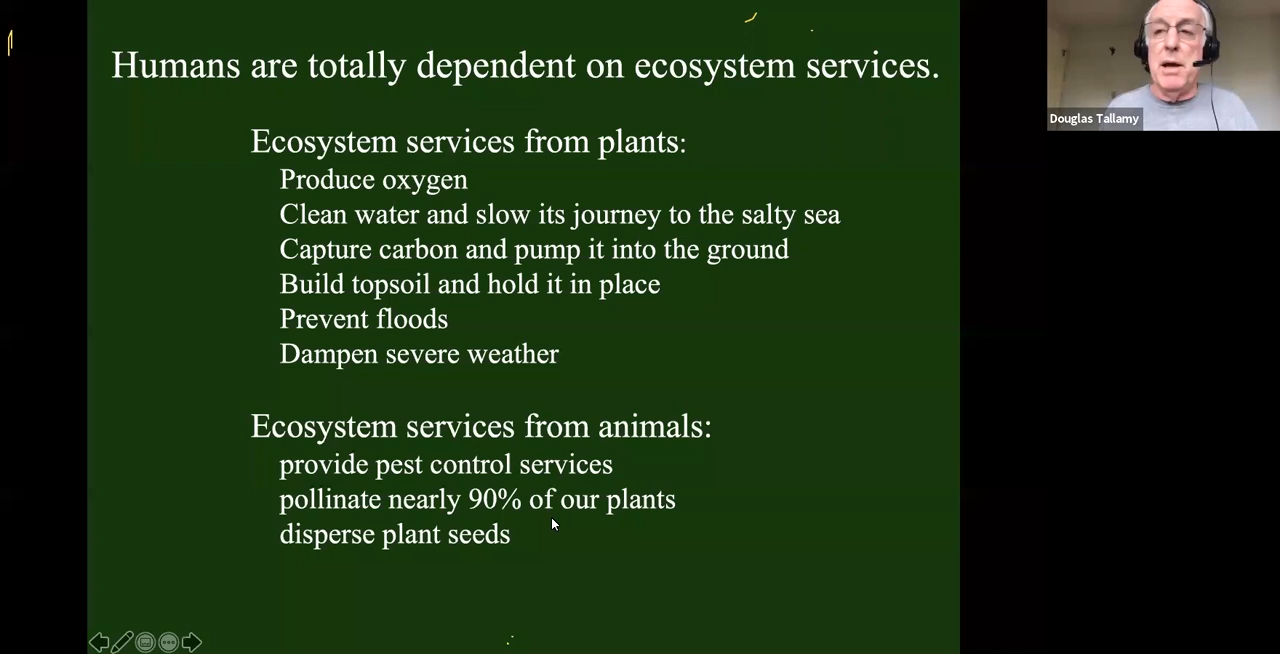 Humans are totally dependent on ecosystem services.
Ecosystem services from plants:
Produce oxygen
Clean water and slow its journey to the salty sea
Capture carbon and pump it into the ground
Build topsoil and hold it in place
Prevent floods
Dampen severe weather
Ecosystem services from animals:
provide pest control services
pollinate nearly 90% of our plants
disperse plant seeds
Douglas Tallamy